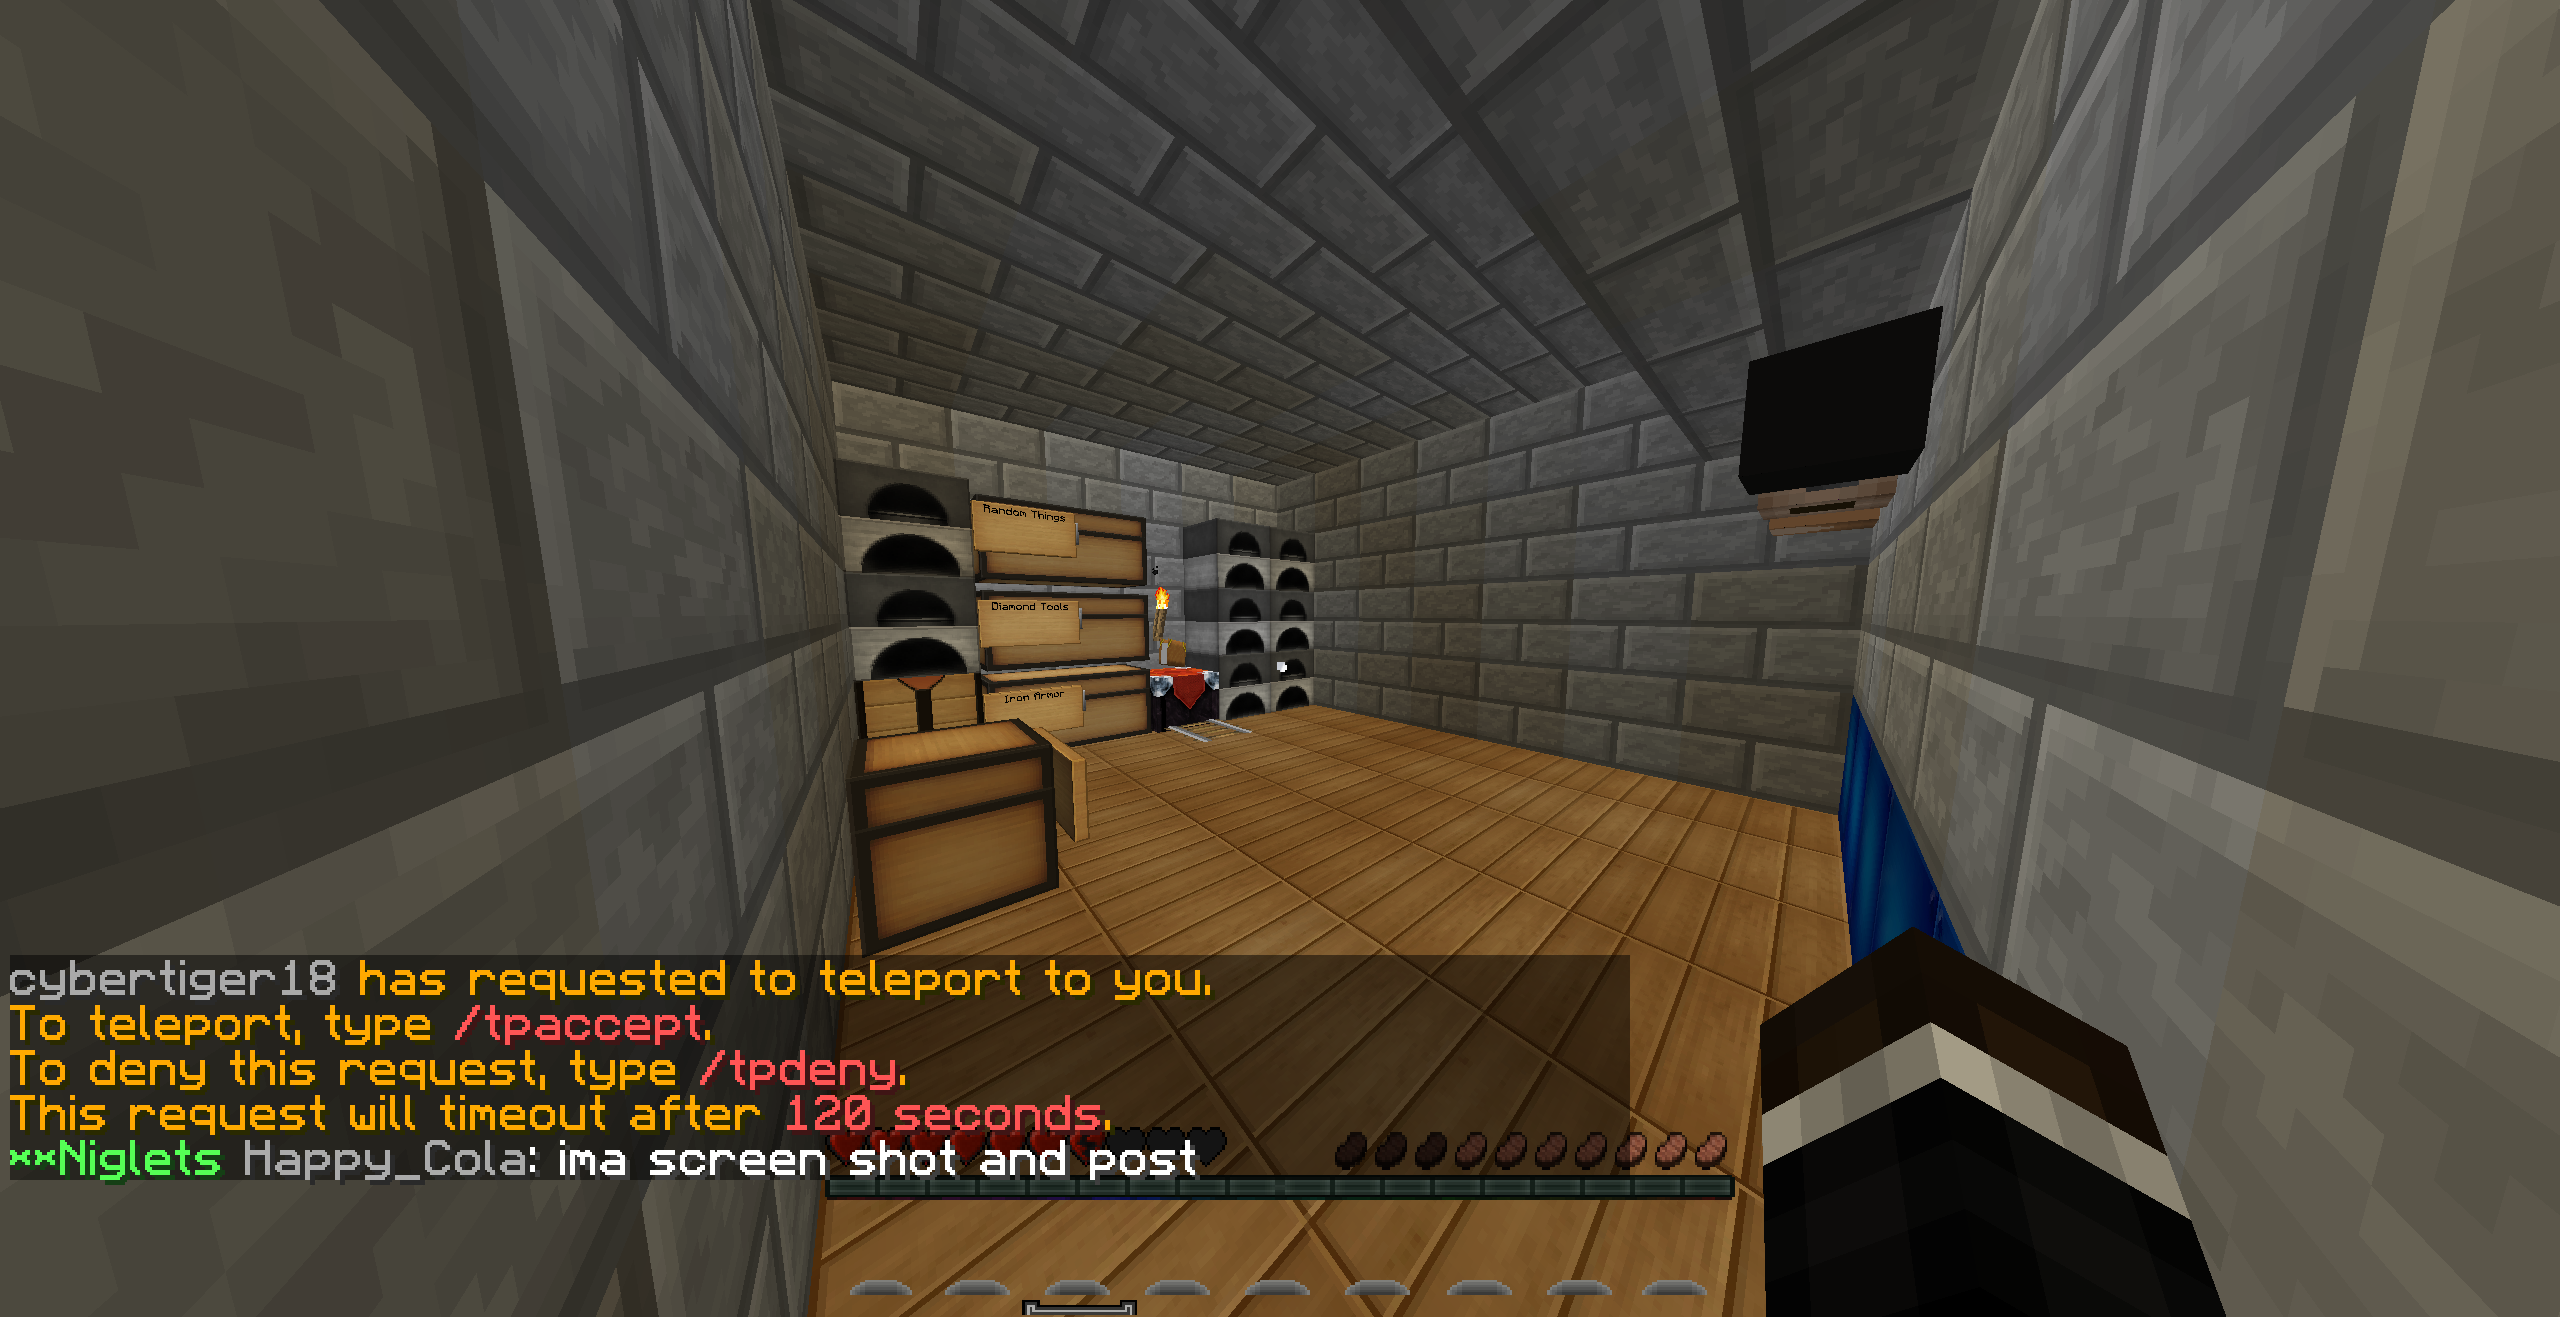 Random Things
Diamond Tools
Iron Armor
cybertiger18 has requested to teleport to you.
To teleport, type /tpaccept.
To deny this request, type /tpdeny.
This request will timeout after 120 seconds.
**Niglets Happy_Cola: ima screen shot and post